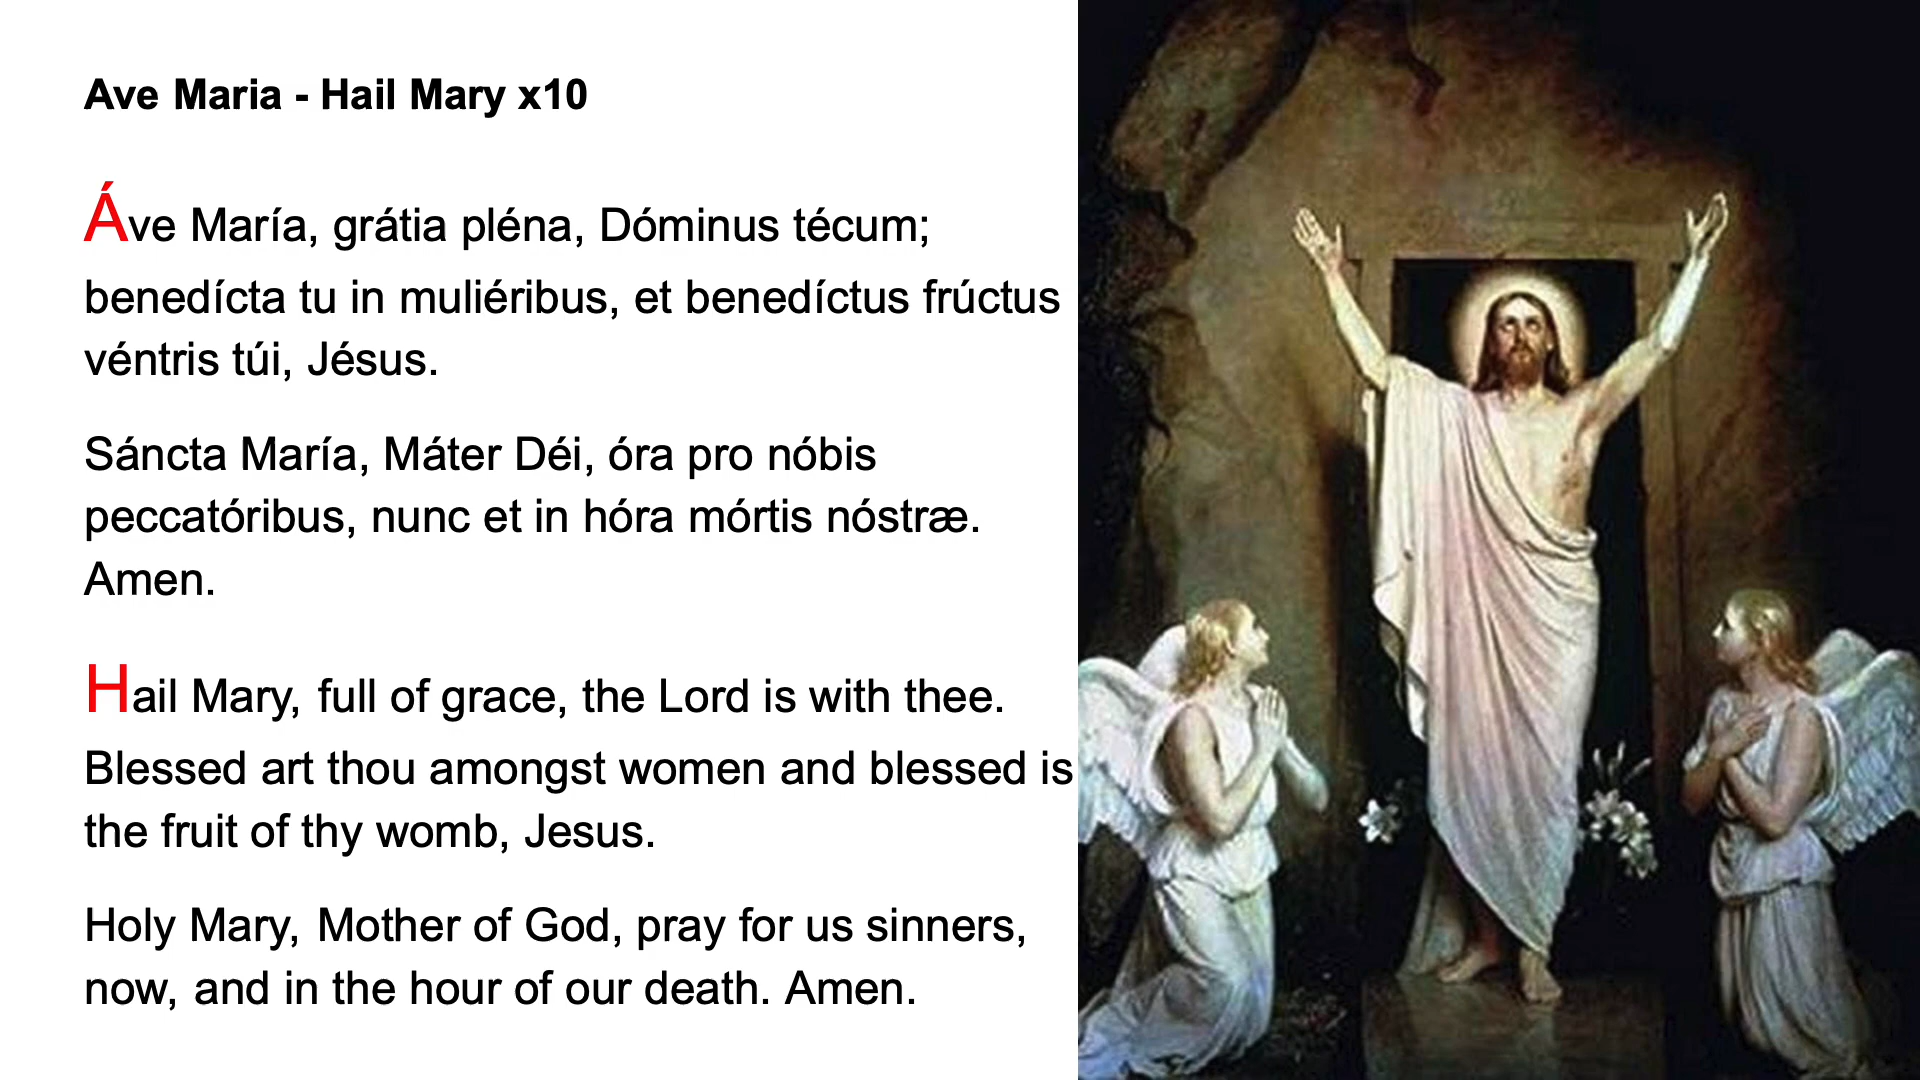 Ave Maria - Hail Mary x10
Áve María, grátia pléna, Dóminus técum;
benedícta tu in muliéribus, et benedíctus frúctus
véntris túi, Jésus.
Sáncta María, Máter Déi, óra pro nóbis
peccatóribus, nunc et in hóra mórtis nóstræ.
Amen.
Hail Mary, full of grace, the Lord is with thee.
Blessed art thou amongst women and blessed is
the fruit of thy womb, Jesus.
Holy Mary, Mother of God, pray for us sinners,
now, and in the hour of our death. Amen.